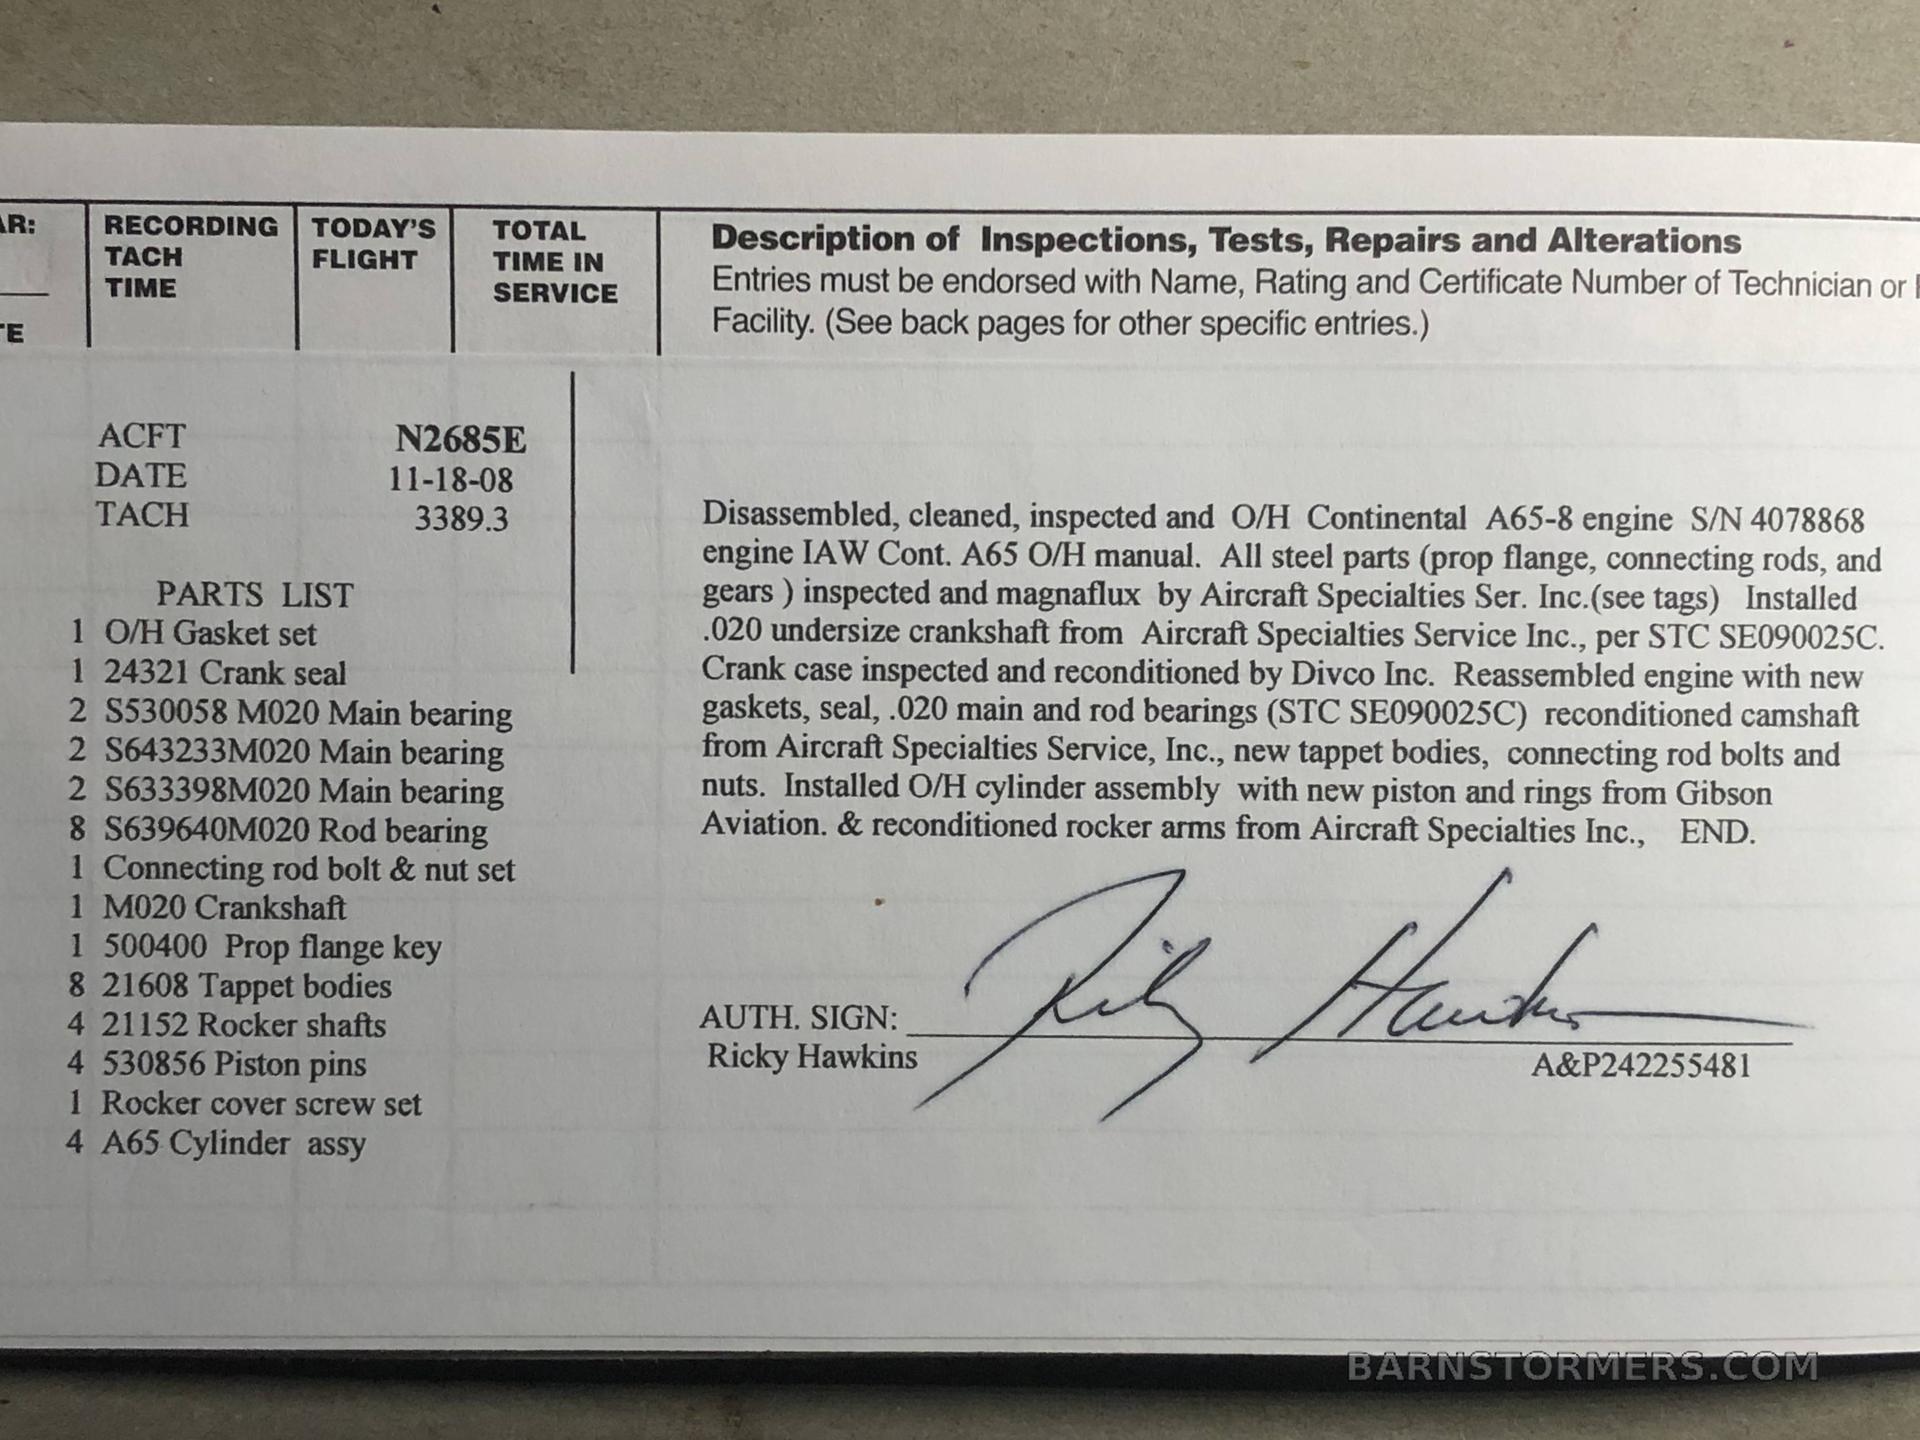 AR:
TE
RECORDING
TACH
TIME
TODAY'S
FLIGHT
TOTAL
TIME IN
SERVICE
Description of Inspections, Tests, Repairs and Alterations
Entries must be endorsed with Name, Rating and Certificate Number of Technician or
Facility. (See back pages for other specific entries.)
ACFT N2685E
DATE 11-18-08
TACH 3389.3
PARTS LIST
1 O/H Gasket set
1 24321 Crank seal
2 S530058 M020 Main bearing
2 S643233M020 Main bearing
2 S633398M020 Main bearing
8 S639640M020 Rod bearing
1 Connecting rod bolt & nut set
1 M020 Crankshaft
1 500400 Prop flange key
8 21608 Tappet bodies
4 21152 Rocker shafts
4 530856 Piston pins
1 Rocker cover screw set
4 A65 Cylinder assy
Disassembled, cleaned, inspected and O/H Continental A65-8 engine S/N 4078868
engine IAW Cont. A65 O/H manual. All steel parts (prop flange, connecting rods, and
gears ) inspected and magnaflux by Aircraft Specialties Ser. Inc.(see tags) Installed
.020 undersize crankshaft from Aircraft Specialties Service Inc., per STC SE090025C.
Crank case inspected and reconditioned by Divco Inc. Reassembled engine with new
gaskets, seal, .020 main and rod bearings (STC SE090025C) reconditioned camshaft
from Aircraft Specialties Service, Inc., new tappet bodies, connecting rod bolts and
nuts. Installed O/H cylinder assembly with new piston and rings from Gibson
Aviation. & reconditioned rocker arms from Aircraft Specialties Inc., END.
AUTH. SIGN: Ricky Hawkins
Ricky Hawkins A&P242255481
BARNSTORMERS.COM